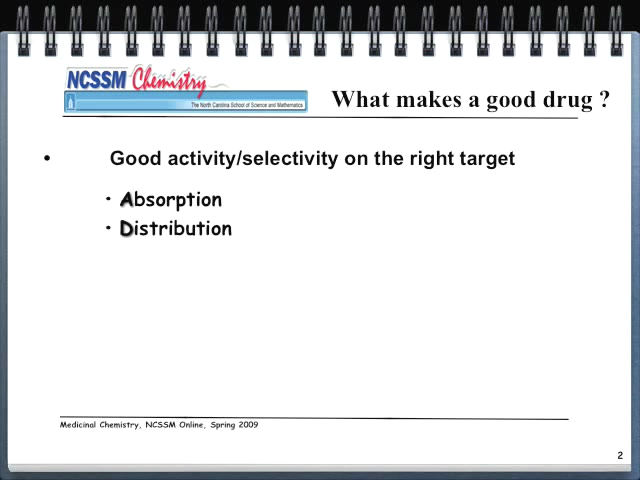 NCSSM Chemistry
The North Carolina School of Science and Mathematics
What makes a good drug ?
• Good activity/selectivity on the right target
• Absorption
• Distribution
Medicinal Chemistry, NCSSM Online, Spring 2009
2